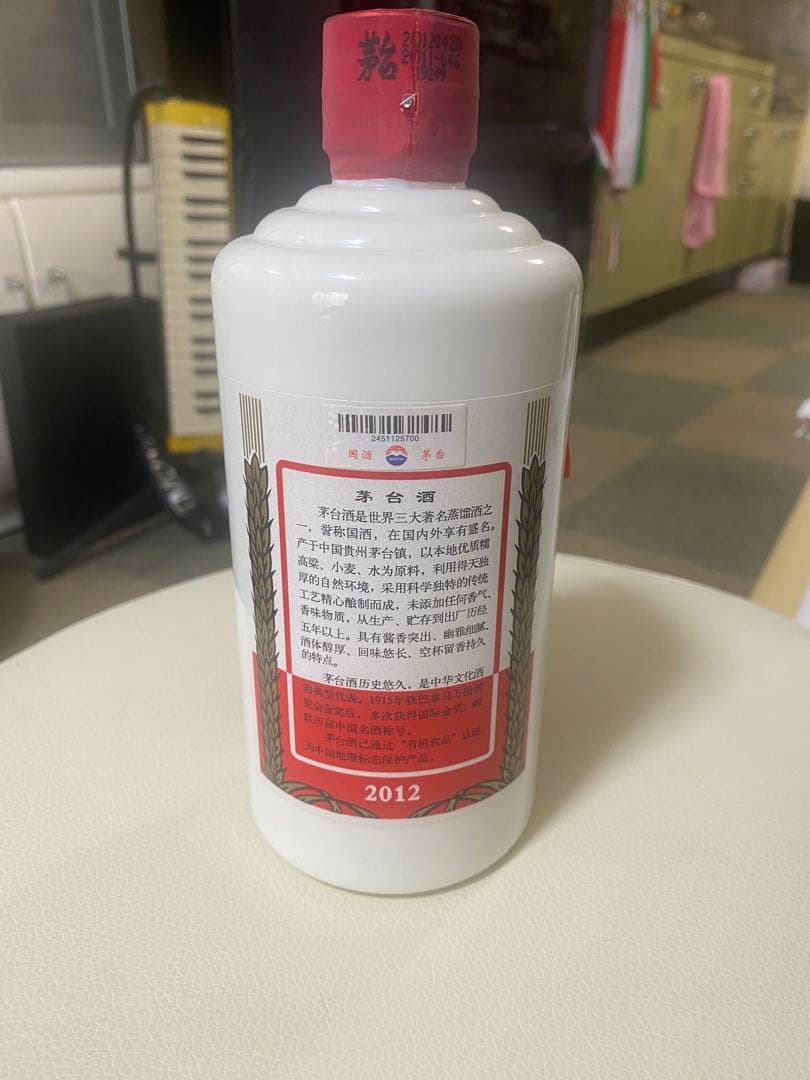 茅台
20120420
2011-046
19249
2451125700
国酒 茅台
茅台酒
茅台酒是世界三大著名蒸馏酒之
一，誉称国酒，在国内外享有盛名。
产于中国贵州茅台镇，以本地优质糯
高粱、小麦、水为原料，利用得天独
厚的自然环境，采用科学独特的传统
工艺精心酿制而成，未添加任何香气、
香味物质，从生产、贮存到出厂历经
五年以上。具有酱香突出、幽雅细腻、
酒体醇厚、回味悠长、空杯留香持久
的特点。
茅台酒历史悠久，是中华文化酒
的典型代表。1915年获巴拿马万国博
览会金奖后，多次获得国际金奖，蝉
联历届中国名酒称号。
茅台酒已通过“有机食品”认证，
为中国地理标志保护产品。
2012